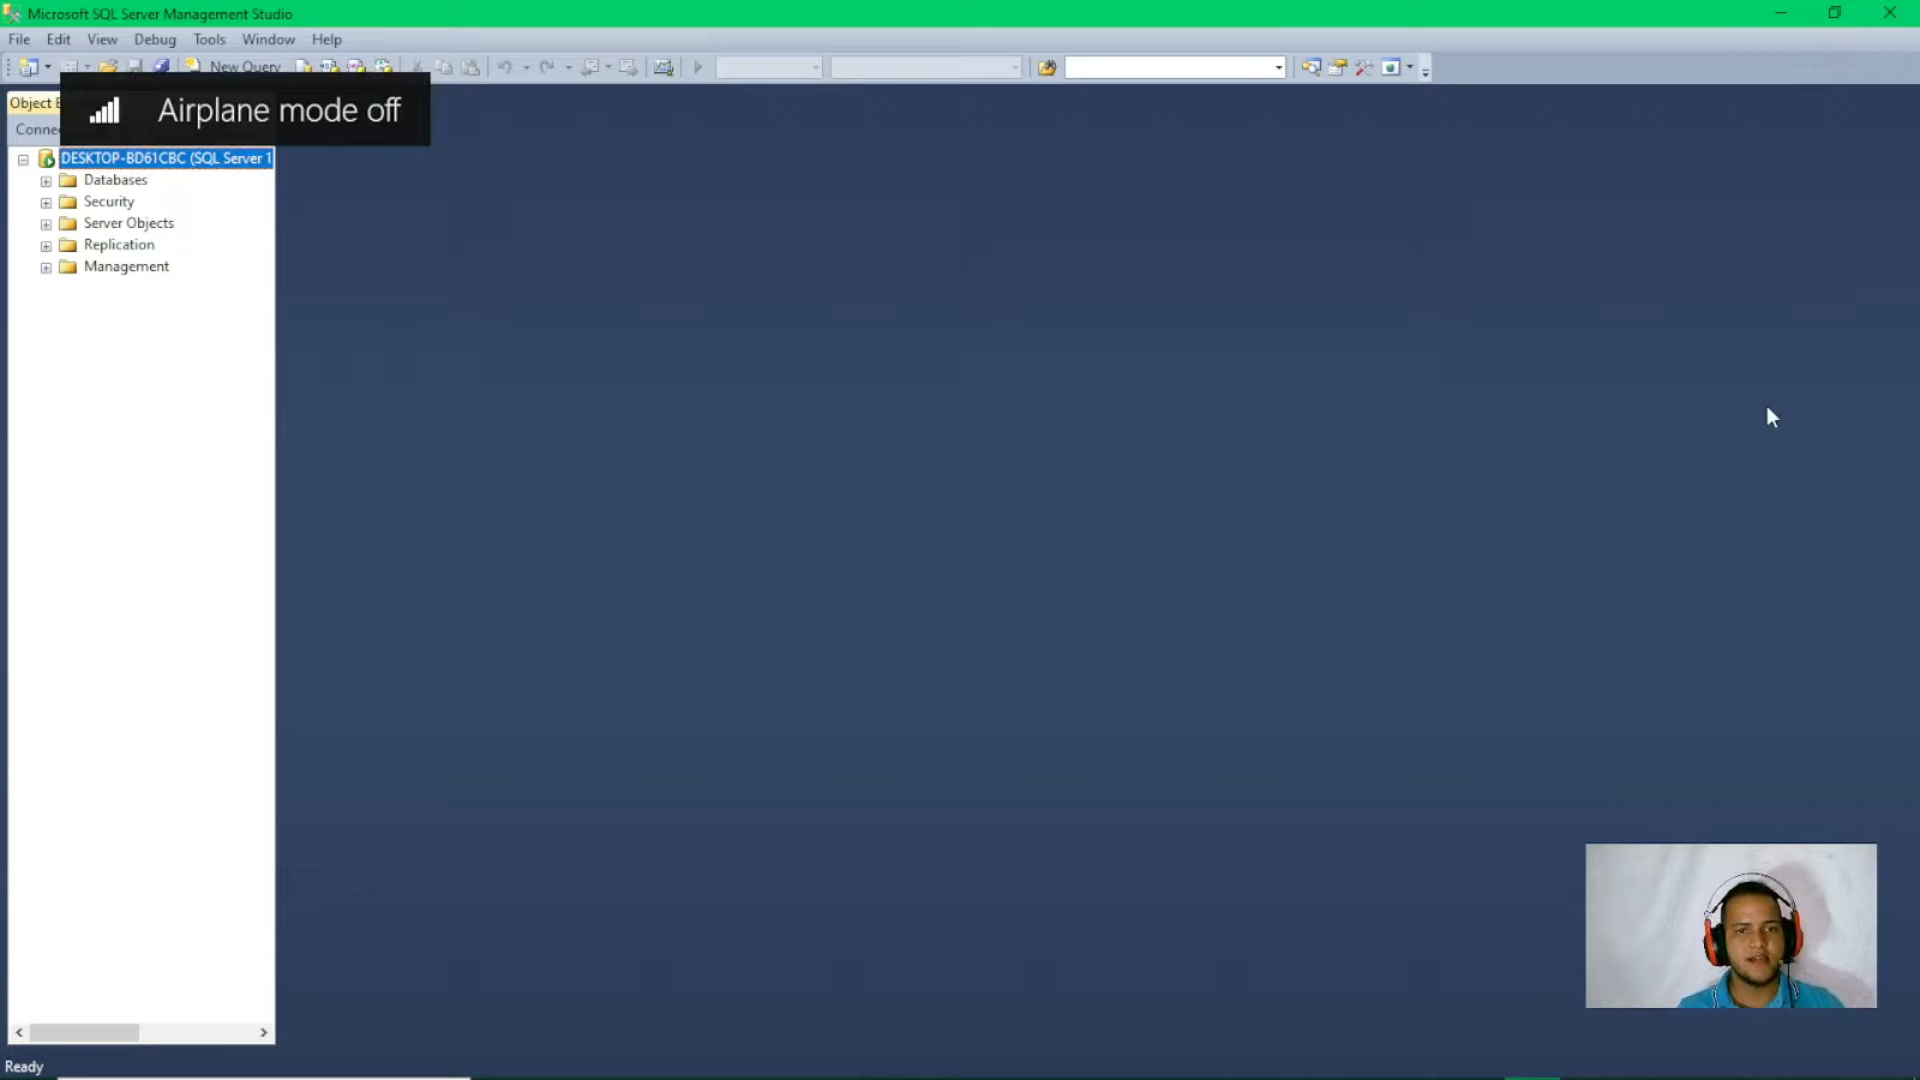 Microsoft SQL Server Management Studio
File Edit View Debug Tools Window Help
New Query
Object E
Airplane mode off
Conne
DESKTOP-BD61CBC (SQL Server 1
Databases
Security
Server Objects
Replication
Management
Ready